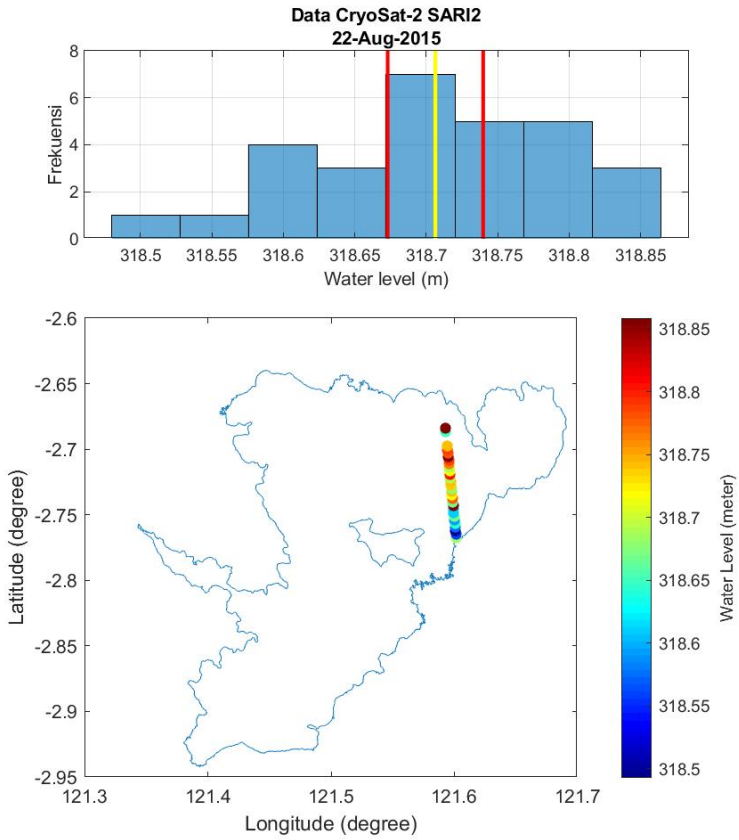 Data CryoSat-2 SARI2
22-Aug-2015
8
6
4
2
0
Frekuensi
318.5 318.55 318.6 318.65 318.7 318.75 318.8 318.85
Water level (m)
-2.6
-2.65
-2.7
-2.75
-2.8
-2.85
-2.9
-2.95
Latitude (degree)
121.3 121.4 121.5 121.6 121.7
Longitude (degree)
318.85
318.8
318.75
318.7
318.65
318.6
318.55
318.5
Water Level (meter)